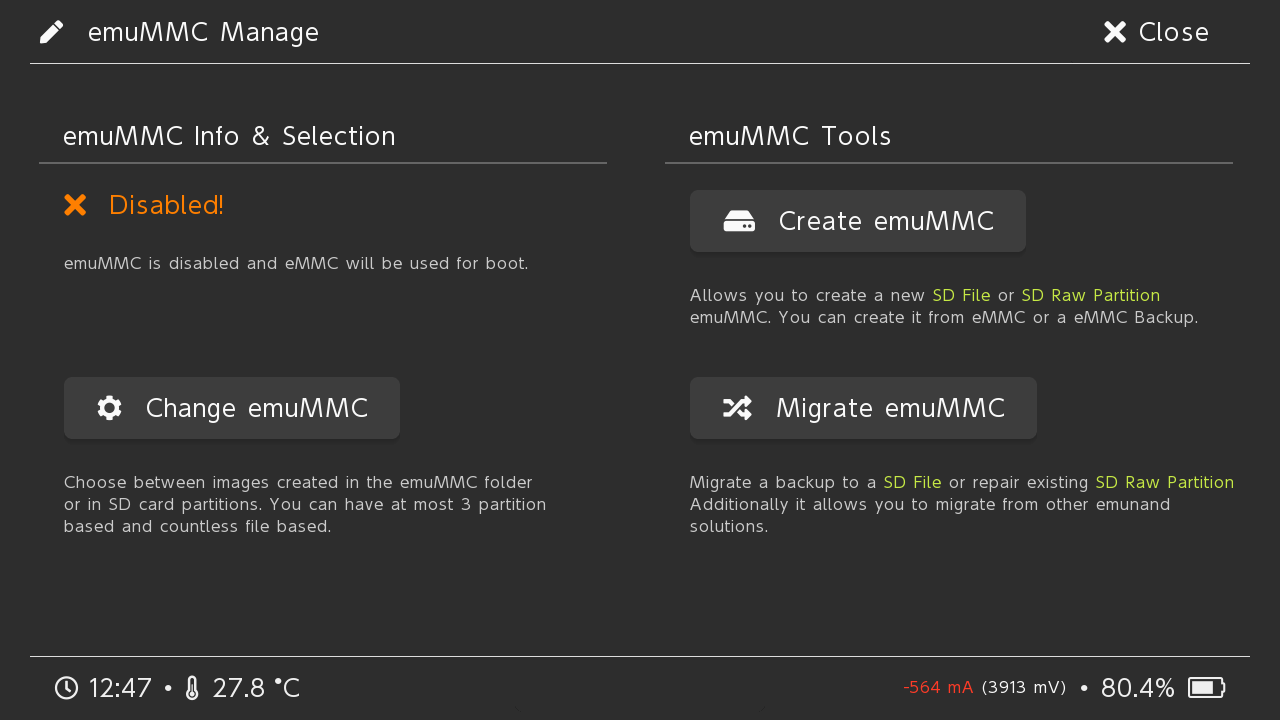 emuMMC Manage
Close
emuMMC Info & Selection
Disabled!
emuMMC is disabled and eMMC will be used for boot.
Change emuMMC
Choose between images created in the emuMMC folder
or in SD card partitions. You can have at most 3 partition
based and countless file based.
emuMMC Tools
Create emuMMC
Allows you to create a new SD File or SD Raw Partition
emuMMC. You can create it from eMMC or a eMMC Backup.
Migrate emuMMC
Migrate a backup to a SD File or repair existing SD Raw Partition
Additionally it allows you to migrate from other emunand
solutions.
12:47 • 27.8 °C
-564 mA (3913 mV) • 80.4%